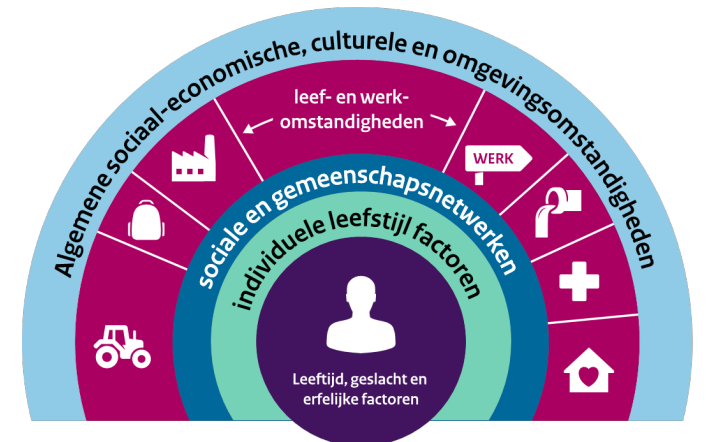 Algemene sociaal-economische, culturele en omgevingsomstandigheden
leef- en werk-
omstandigheden
WERK
sociale en gemeenschapsnetwerken
individuele leefstijl factoren
Leeftijd, geslacht en
erfelijke factoren